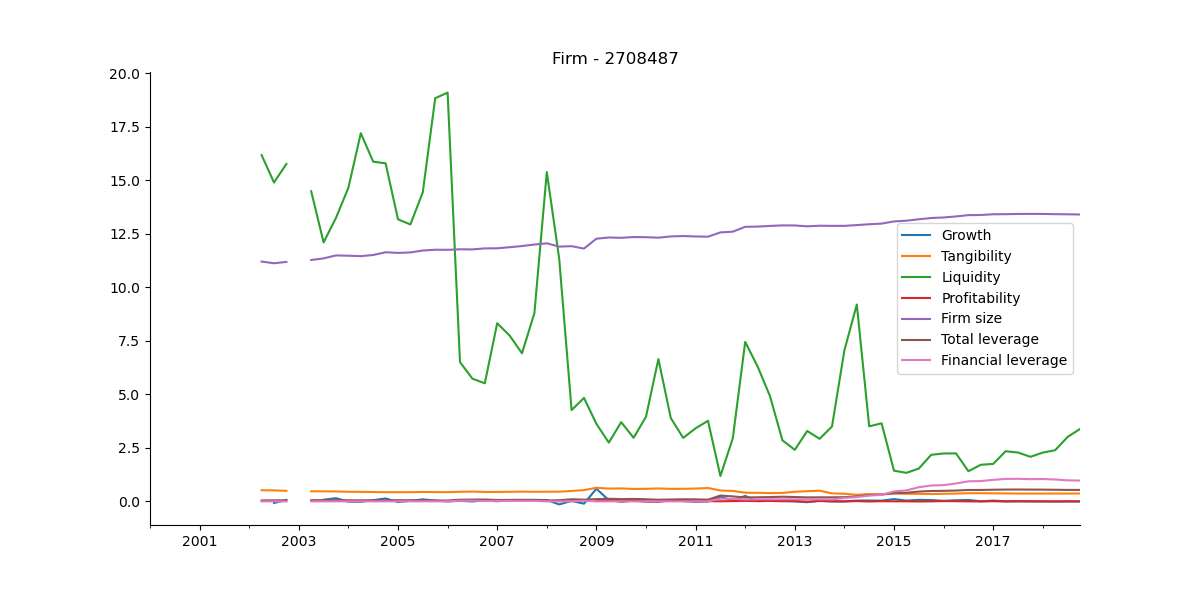 Firm - 2708487
20.0
17.5
15.0
12.5
10.0
7.5
5.0
2.5
0.0
Growth
Tangibility
Liquidity
Profitability
Firm size
Total leverage
Financial leverage
2001 2003 2005 2007 2009 2011 2013 2015 2017